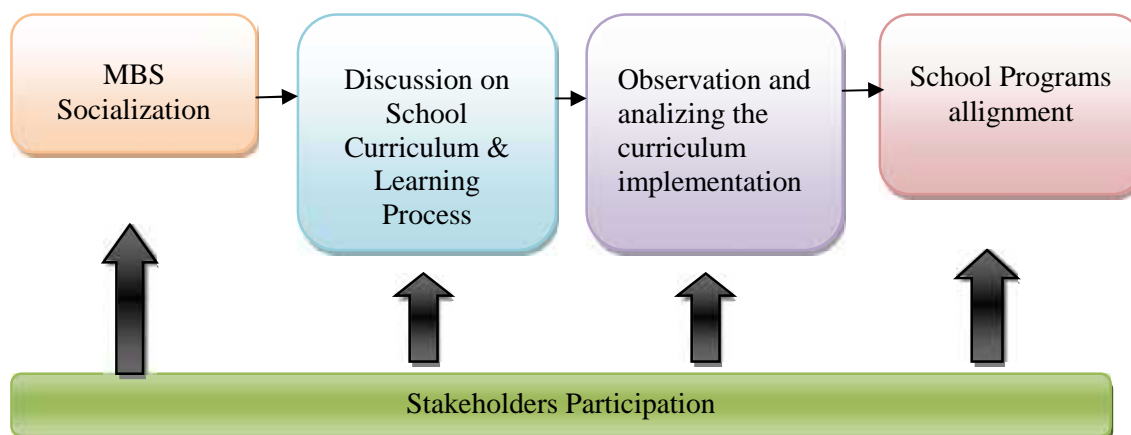 MBS
Socialization
Discussion on
School
Curriculum &
Learning
Process
Observation and
analizing the
curriculum
implementation
School Programs
allignment
Stakeholders Participation